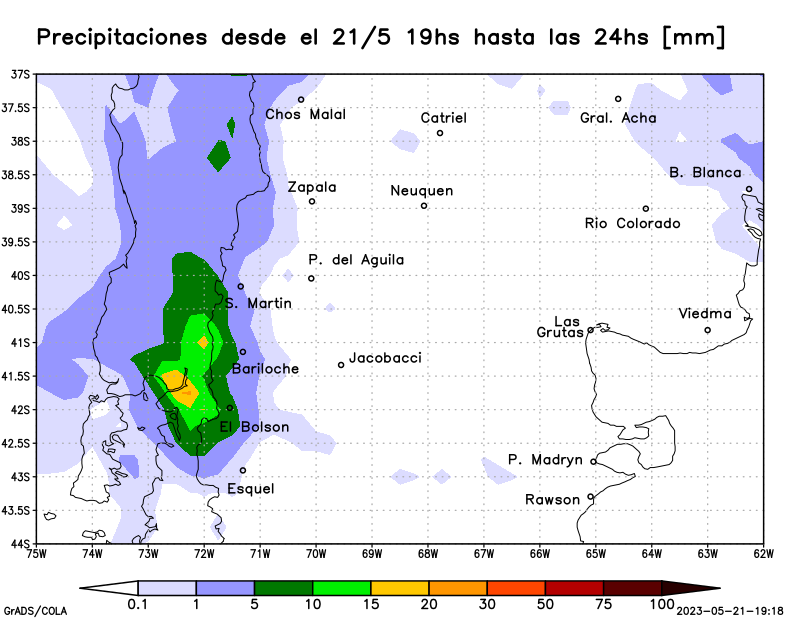 Precipitaciones desde el 21/5 19hs hasta las 24hs [mm]
37S
37.5S
Chos Malal
Catriel
Gral. Acha
38S
38.5S
Zapala
Neuquen
B. Blanca
39S
Rio Colorado
39.5S
P. del Aguila
40S
S. Martin
40.5S
Las
Grutas
Viedma
41S
Bariloche
Jacobacci
41.5S
42S
El Bolson
42.5S
P. Madryn
43S
Esquel
Rawson
43.5S
44S
75W 74W 73W 72W 71W 70W 69W 68W 67W 66W 65W 64W 63W 62W
0.1 1 5 10 15 20 30 50 75 100
GrADS/COLA
2023-05-21-19:18